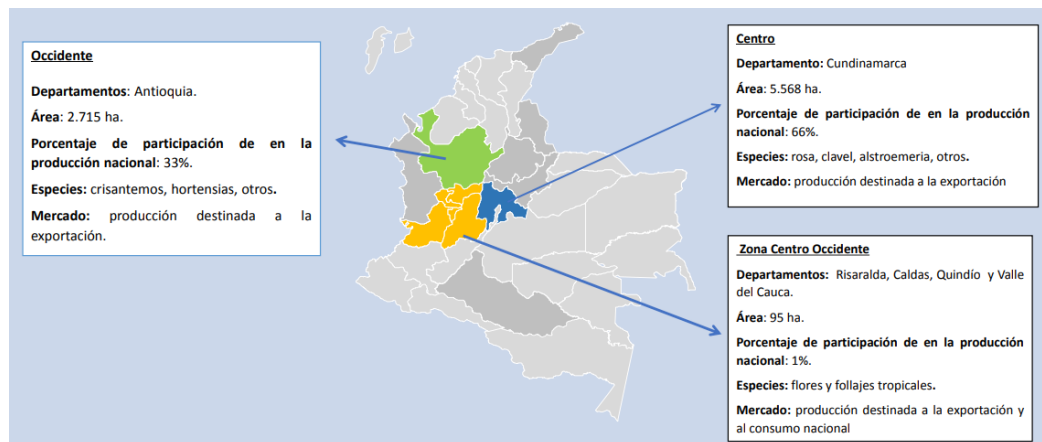 Occidente
Departamentos: Antioquia.
Área: 2.715 ha.
Porcentaje de participación de en la
producción nacional: 33%.
Especies: crisantemos, hortensias, otros.
Mercado: producción destinada a la
exportación.
Centro
Departamento: Cundinamarca
Área: 5.568 ha.
Porcentaje de participación de en la producción
nacional: 66%.
Especies: rosa, clavel, alstroemeria, otros.
Mercado: producción destinada a la exportación
Zona Centro Occidente
Departamentos: Risaralda, Caldas, Quindío y Valle
del Cauca.
Área: 95 ha.
Porcentaje de participación de en la producción
nacional: 1%.
Especies: flores y follajes tropicales.
Mercado: producción destinada a la exportación y
al consumo nacional